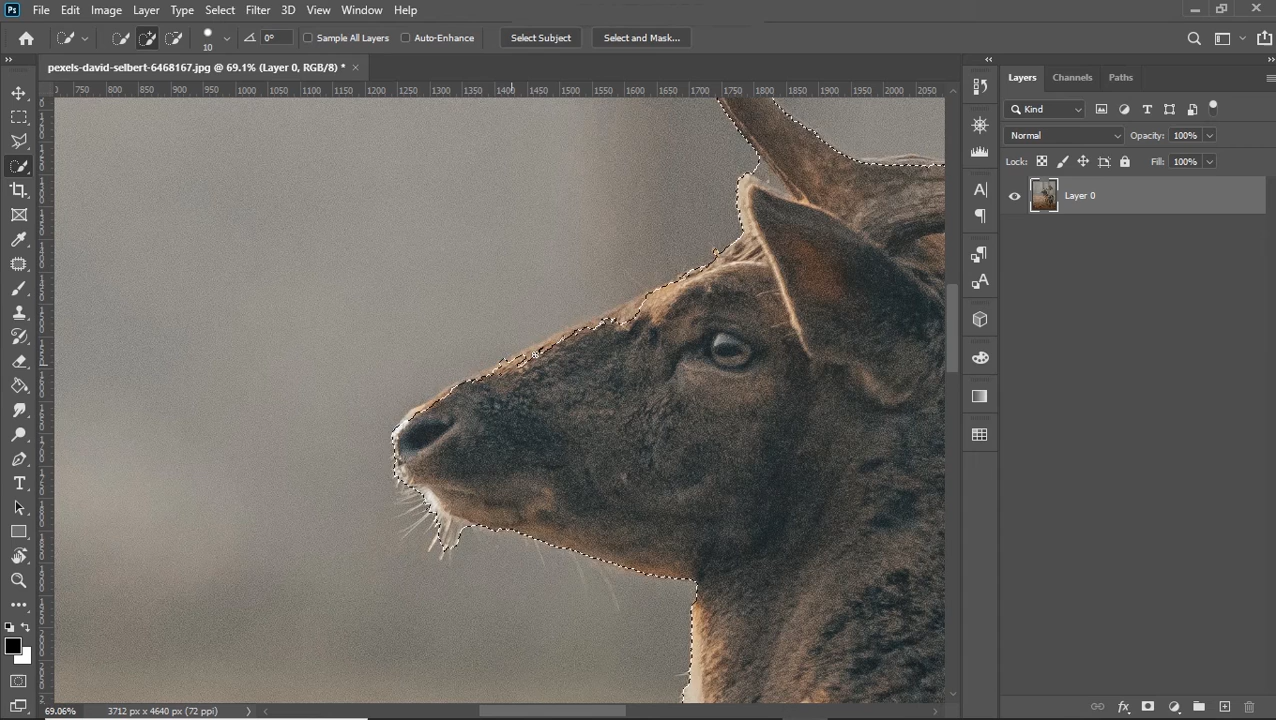 Ps File Edit Image Layer Type Select Filter 3D View Window Help
10 0° Sample All Layers Auto-Enhance Select Subject Select and Mask...
pexels-david-selbert-6468167.jpg @ 69.1% (Layer 0, RGB/8) * ×
750 800 850 900 950 1000 1050 1100 1150 1200 1250 1300 1350 1400 1450 1500 1550 1600 1650 1700 1750 1800 1850 1900 1950 2000 2050
Layers Channels Paths
Kind
Normal Opacity: 100%
Lock: Fill: 100%
Layer 0
69.06% 3712 px x 4640 px (72 ppi)